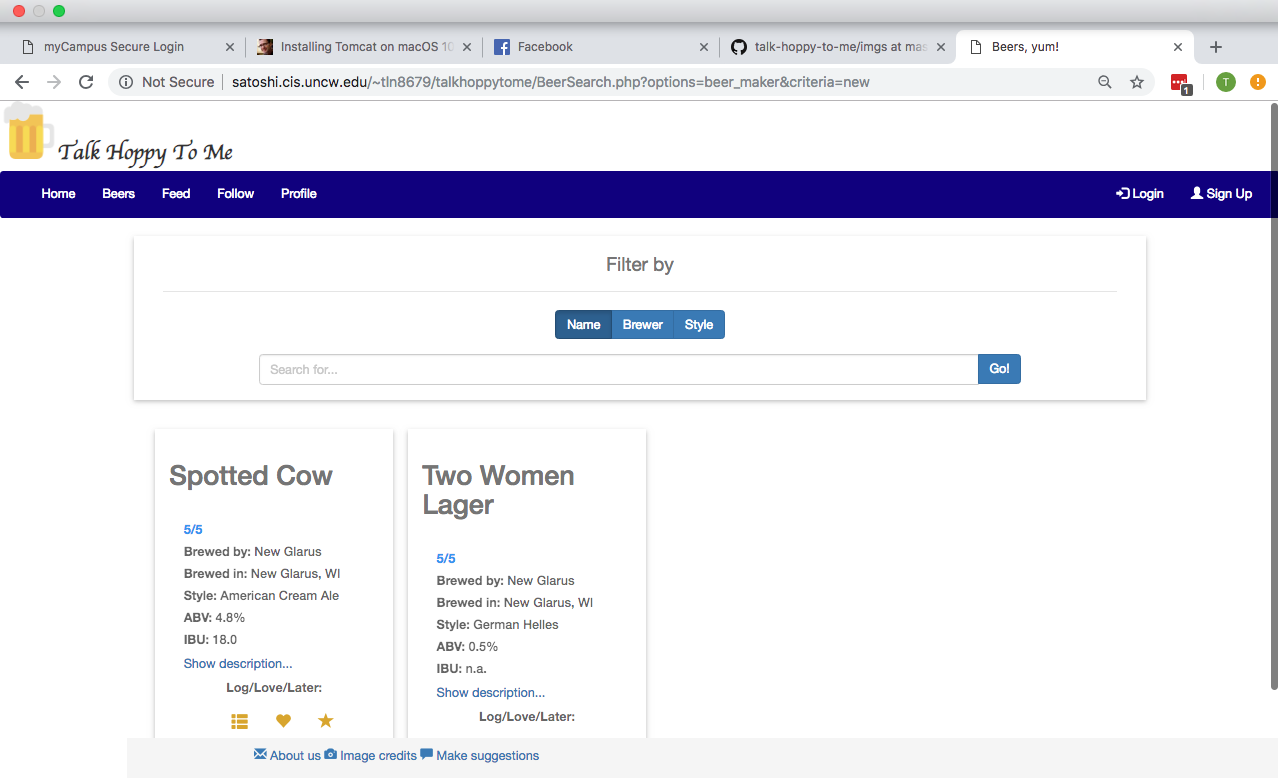 myCampus Secure Login
Installing Tomcat on macOS 10
Facebook
talk-hoppy-to-me/imgs at mas
Beers, yum!
Not Secure
satoshi.cis.uncw.edu/~tln8679/talkhoppytome/BeerSearch.php?options=beer_maker&criteria=new
1
T
Talk Hoppy To Me
Home
Beers
Feed
Follow
Profile
Login
Sign Up
Filter by
Name
Brewer
Style
Search for...
Go!
Spotted Cow
5/5
Brewed by: New Glarus
Brewed in: New Glarus, WI
Style: American Cream Ale
ABV: 4.8%
IBU: 18.0
Show description...
Log/Love/Later:
Two Women
Lager
5/5
Brewed by: New Glarus
Brewed in: New Glarus, WI
Style: German Helles
ABV: 0.5%
IBU: n.a.
Show description...
Log/Love/Later:
About us
Image credits
Make suggestions